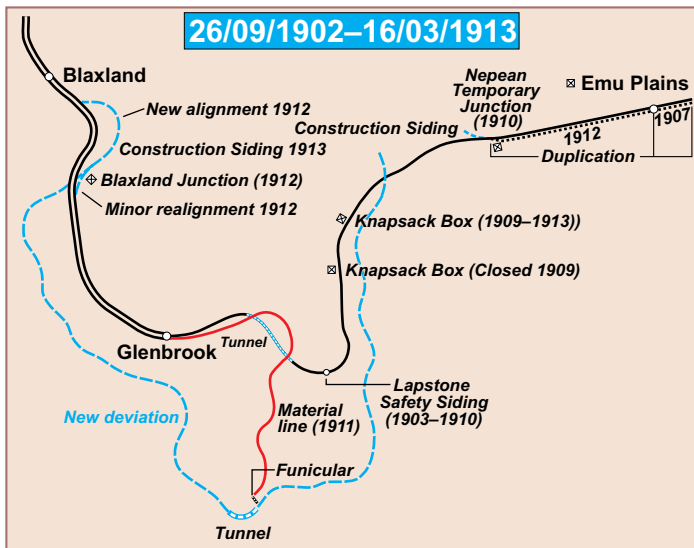 26/09/1902–16/03/1913
Blaxland
New alignment 1912
Construction Siding 1913
Blaxland Junction (1912)
Minor realignment 1912
Nepean
Temporary
Junction
(1910)
Emu Plains
Construction Siding
1912
1907
Duplication
Knapsack Box (1909–1913))
Knapsack Box (Closed 1909)
Glenbrook
Tunnel
Lapstone
Safety Siding
(1903–1910)
New deviation
Material
line (1911)
Funicular
Tunnel